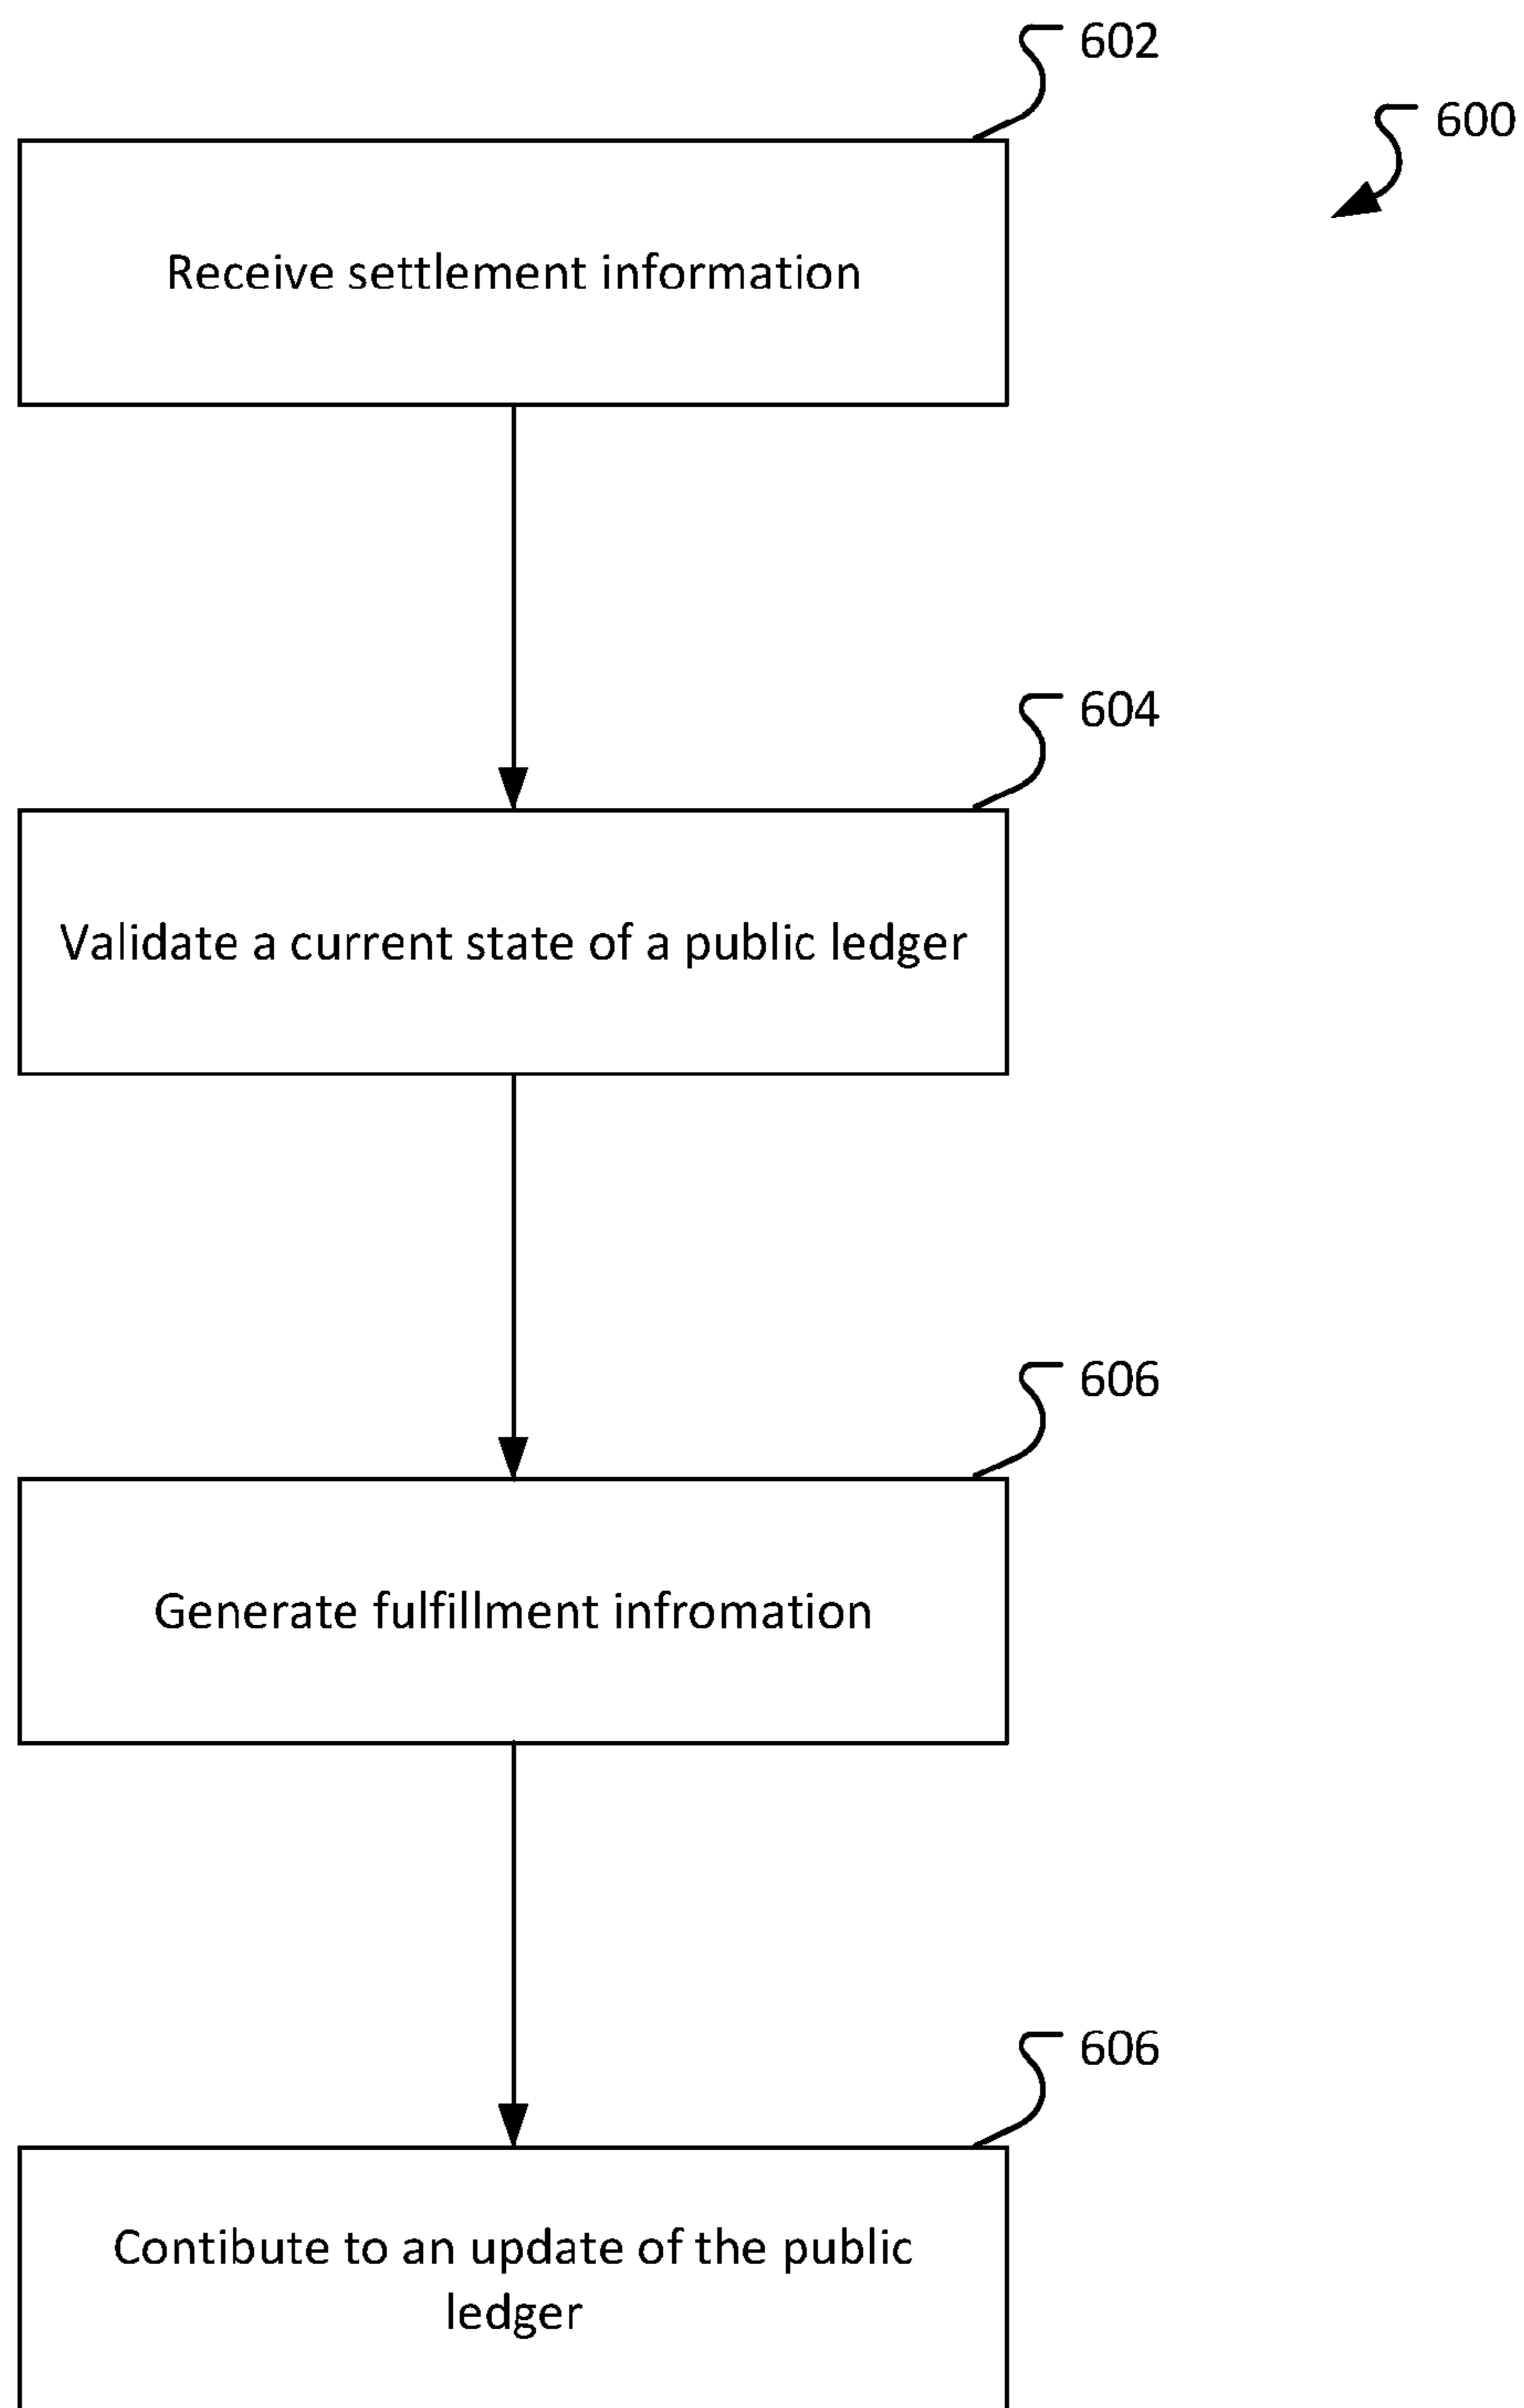 602
600
Receive settlement information
604
Validate a current state of a public ledger
606
Generate fulfillment infromation
606
Contibute to an update of the public
ledger